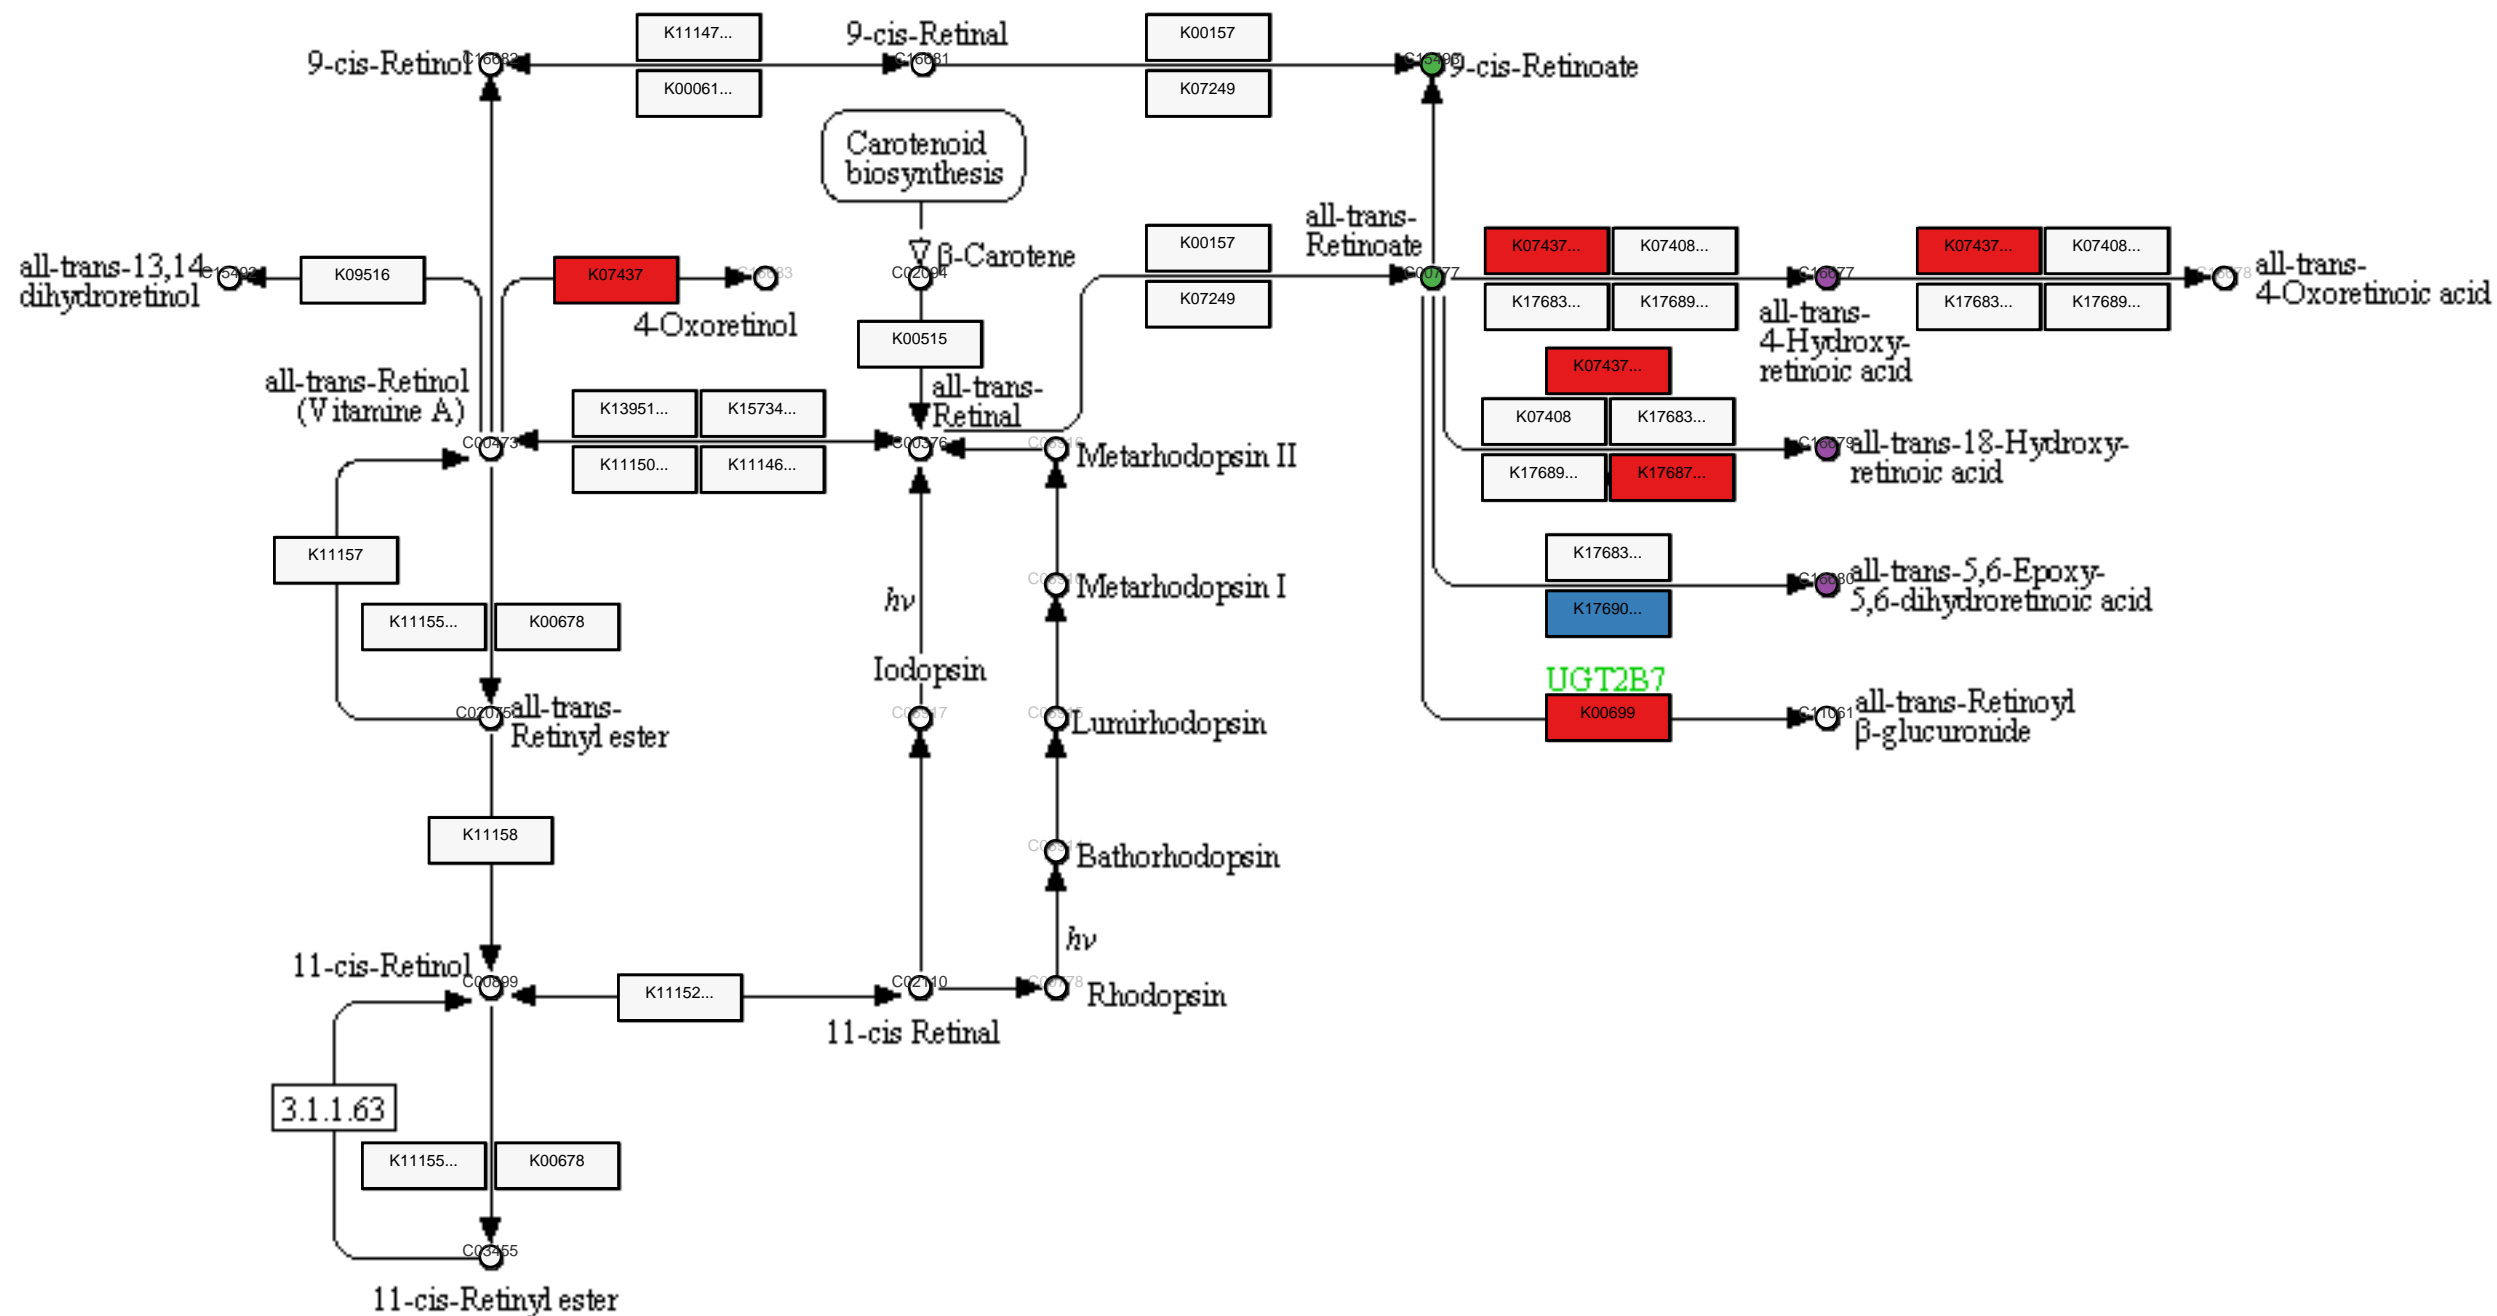 K11147...
9-cis-Retinal
K00157
9-cis-Retinol
C16681
9-cis-Retinoate
K00061...
K07249
Carotenoid
biosynthesis
all-trans-
Retinoate
K00157
K07437...
K07408...
K07437...
K07408...
β-Carotene
all-trans-13,14
dihydroretinol
K09516
K07437
C02094
C00777
all-trans-
4-Oxoretinoic acid
K07249
K17683...
K17689...
K17683...
K17689...
4-Oxoretinol
all-trans-
4-Hydroxy-
retinoic acid
K00515
K07437...
all-trans-Retinol
(Vitamine A)
all-trans-
Retinal
K13951...
K15734...
K07408
K17683...
C00473
C00376
Metarhodopsin II
all-trans-18-Hydroxy-
retinoic acid
K11150...
K11146...
K17689...
K17687...
K11157
K17683...
Metarhodopsin I
all-trans-5,6-Epoxy-
5,6-dihydroretinoic acid
hν
K17690...
K11155...
K00678
Iodopsin
UGT2B7
C02075
all-trans-
Retinyl ester
Lumirhodopsin
K00699
all-trans-Retinoyl
β-glucuronide
K11158
Bathorhodopsin
hν
11-cis-Retinol
C00899
K11152...
C02110
Rhodopsin
11-cis Retinal
3.1.1.63
K11155...
K00678
C03455
11-cis-Retinyl ester